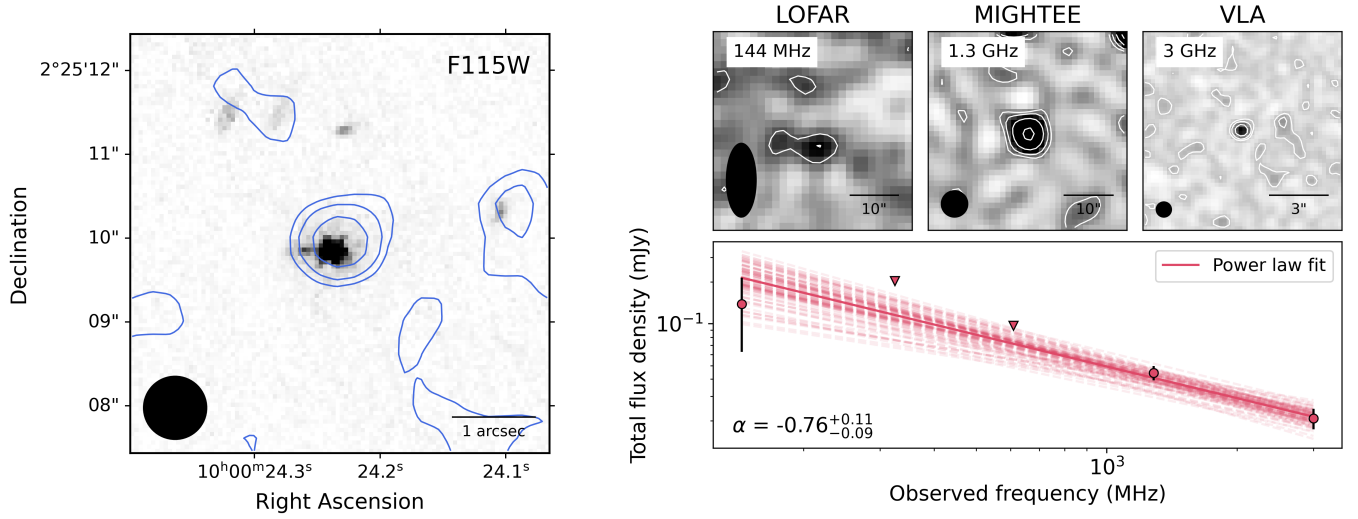 F115W
2°25'12"
11"
10"
09"
08"
Declination
1 arcsec
10ʰ00ᵐ24.3ˢ
24.2ˢ
24.1ˢ
Right Ascension
LOFAR
MIGHTEE
VLA
144 MHz
1.3 GHz
3 GHz
10"
10"
3"
Total flux density (mJy)
10⁻¹
Power law fit
α = -0.76+0.11−0.09
10³
Observed frequency (MHz)